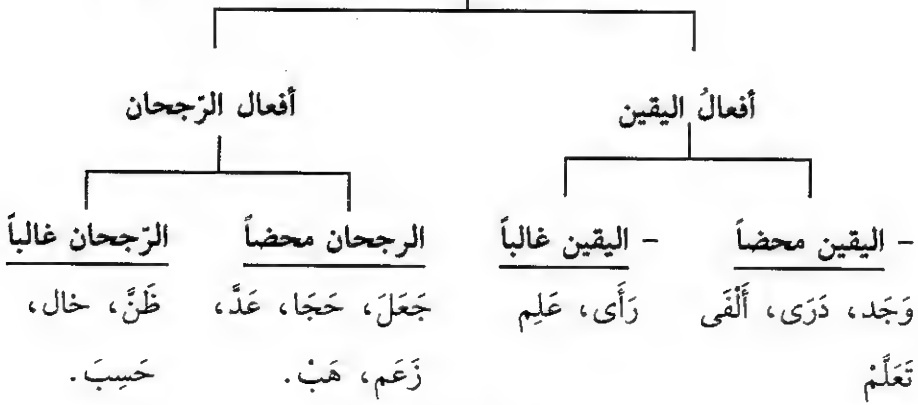 أفعالُ اليقين أفعال الرّجحان
– اليقين محضاً – اليقين غالباً الرجحان محضاً الرّجحان غالباً
وَجَد، دَرَى، أَلْفَى رَأَى، عَلِم جَعَلَ، حَجَا، عَدَّ، ظَنَّ، خال،
تَعَلَّمْ زَعَم، هَبْ. حَسِبَ.